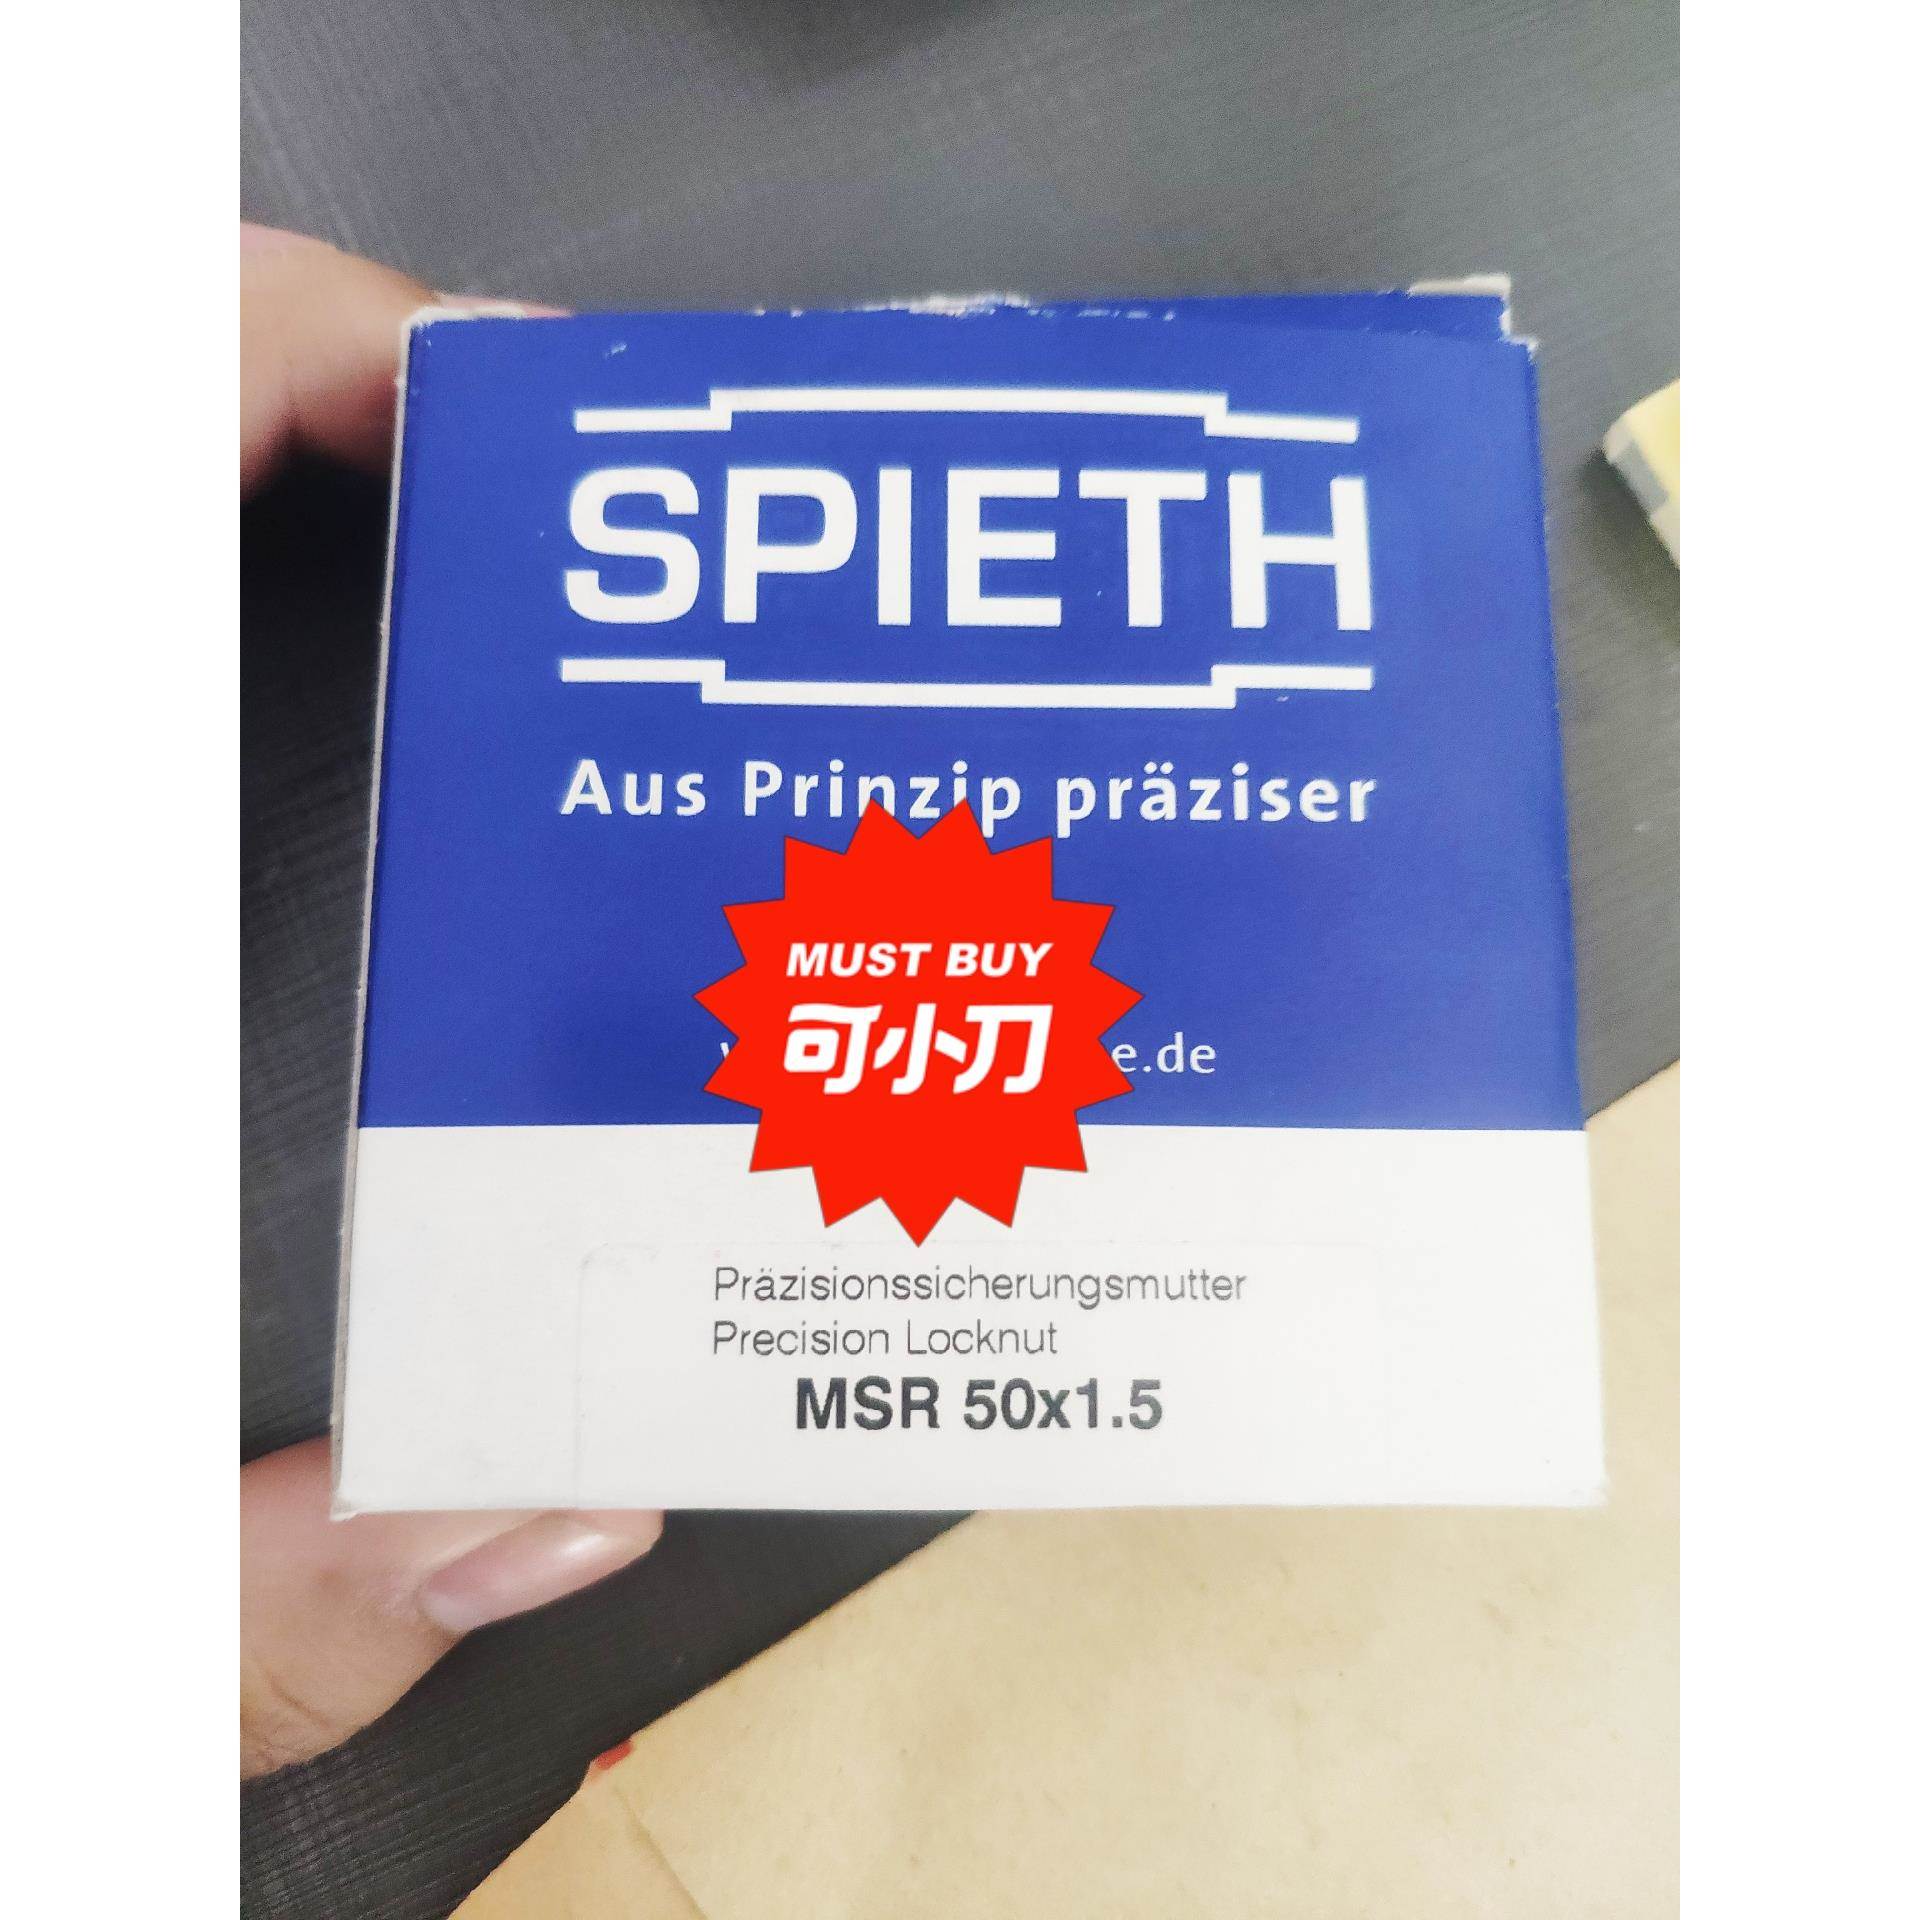 SPIETH
Aus Prinzip präziser
MUST BUY
可小刀
e.de
Präzisionssicherungsmutter
Precision Locknut
MSR 50x1.5